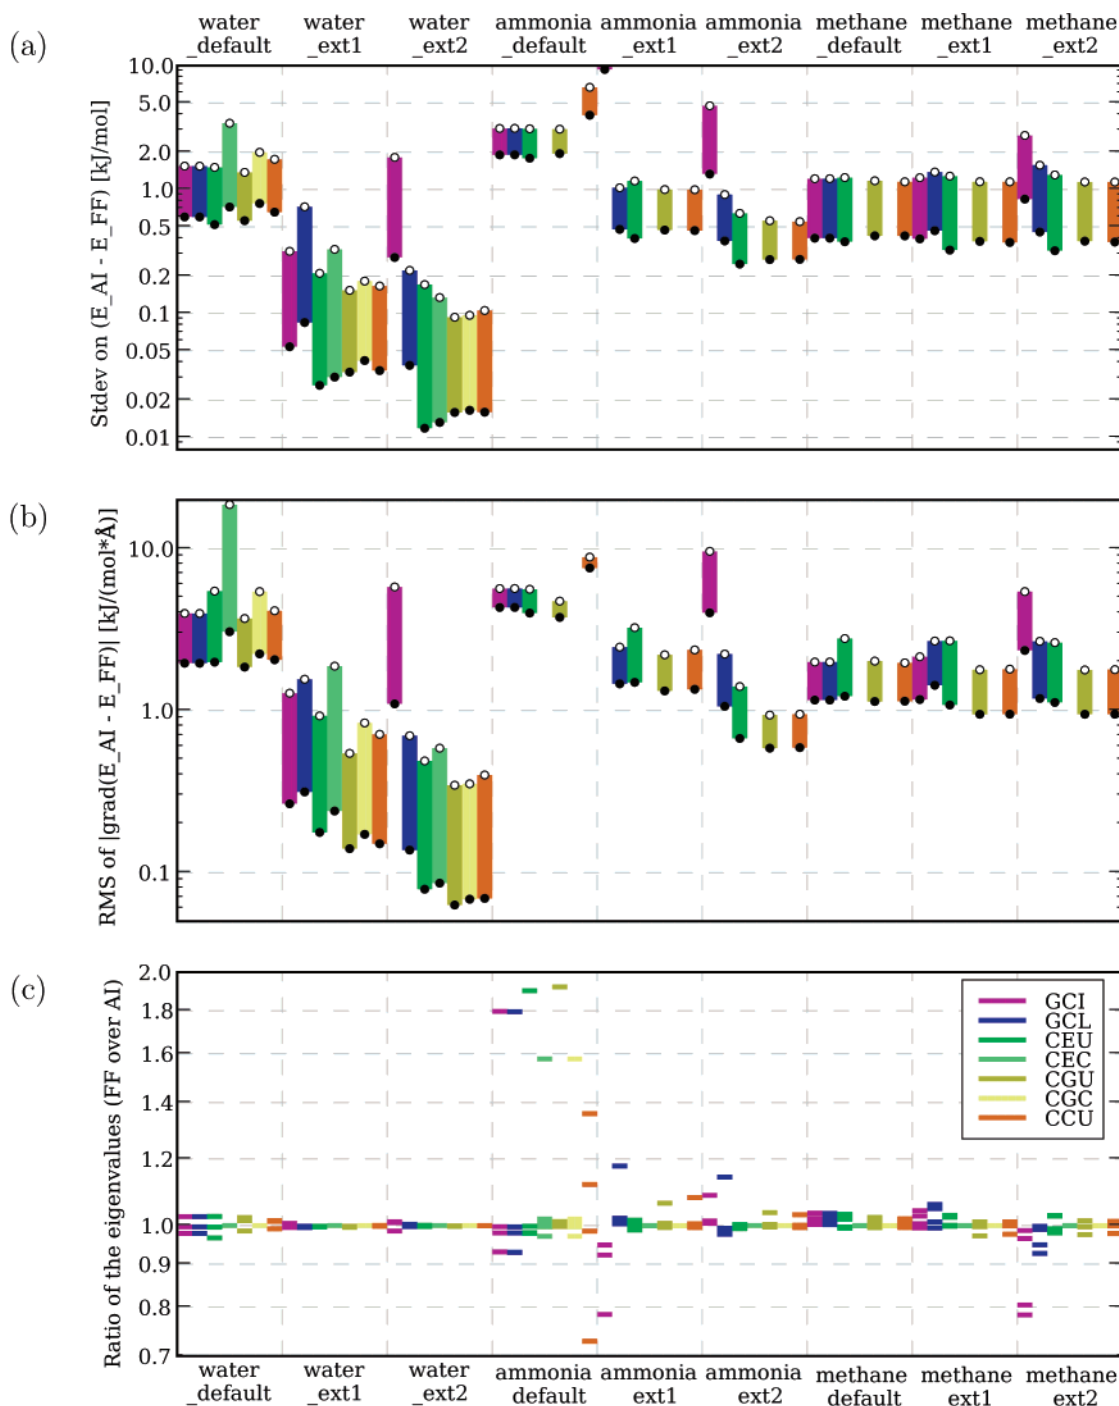 water water water ammonia ammonia ammonia methane methane methane
(a) _default _ext1 _ext2 _default _ext1 _ext2 _default _ext1 _ext2
Stdev on (E_AI - E_FF) [kJ/mol]
10.0
5.0
2.0
1.0
0.5
0.2
0.1
0.05
0.02
0.01
(b)
RMS of |grad(E_AI - E_FF)| [kJ/(mol*Å)]
10.0
1.0
0.1
(c)
Ratio of the eigenvalues (FF over AI)
2.0
1.8
1.6
1.4
1.2
1.0
0.9
0.8
0.7
GCI
GCL
CEU
CEC
CGU
CGC
CCU
water water water ammonia ammonia ammonia methane methane methane
_default _ext1 _ext2 default ext1 ext2 default ext1 ext2